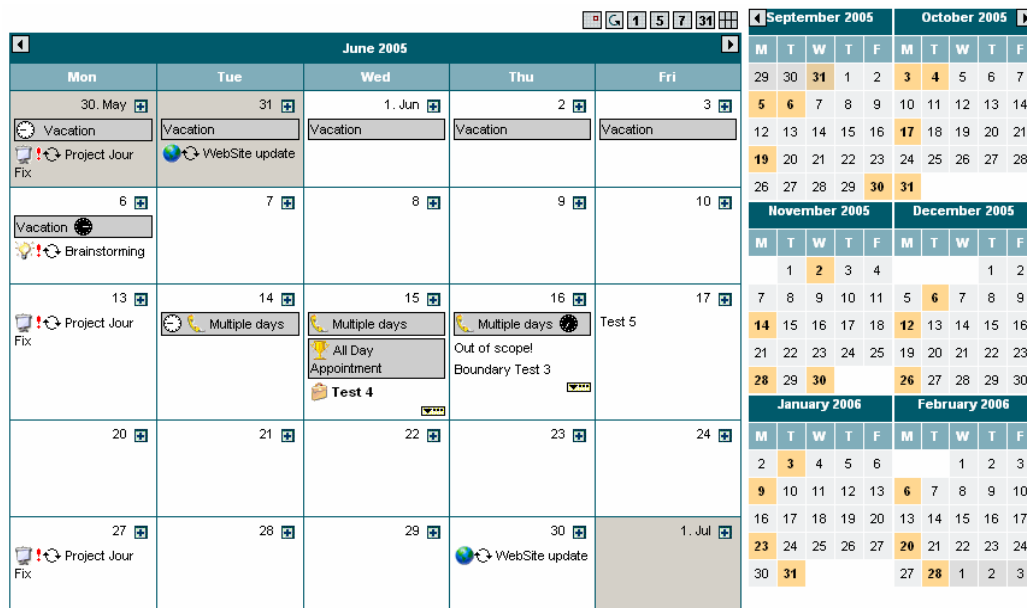 1 5 7 31
June 2005
Mon Tue Wed Thu Fri
30. May 31 1. Jun 2 3
Vacation Vacation Vacation Vacation Vacation
Project Jour WebSite update
Fix
6 7 8 9 10
Vacation
Brainstorming
13 14 15 16 17
Project Jour Multiple days Multiple days Multiple days Test 5
Fix
All Day Out of scope!
Appointment Boundary Test 3
Test 4
20 21 22 23 24
27 28 29 30 1. Jul
Project Jour WebSite update
Fix
September 2005 October 2005
M T W T F M T W T F
29 30 31 1 2 3 4 5 6 7
5 6 7 8 9 10 11 12 13 14
12 13 14 15 16 17 18 19 20 21
19 20 21 22 23 24 25 26 27 28
26 27 28 29 30 31
November 2005 December 2005
M T W T F M T W T F
1 2 3 4 1 2
7 8 9 10 11 5 6 7 8 9
14 15 16 17 18 12 13 14 15 16
21 22 23 24 25 19 20 21 22 23
28 29 30 26 27 28 29 30
January 2006 February 2006
M T W T F M T W T F
2 3 4 5 6 1 2 3
9 10 11 12 13 6 7 8 9 10
16 17 18 19 20 13 14 15 16 17
23 24 25 26 27 20 21 22 23 24
30 31 27 28 1 2 3